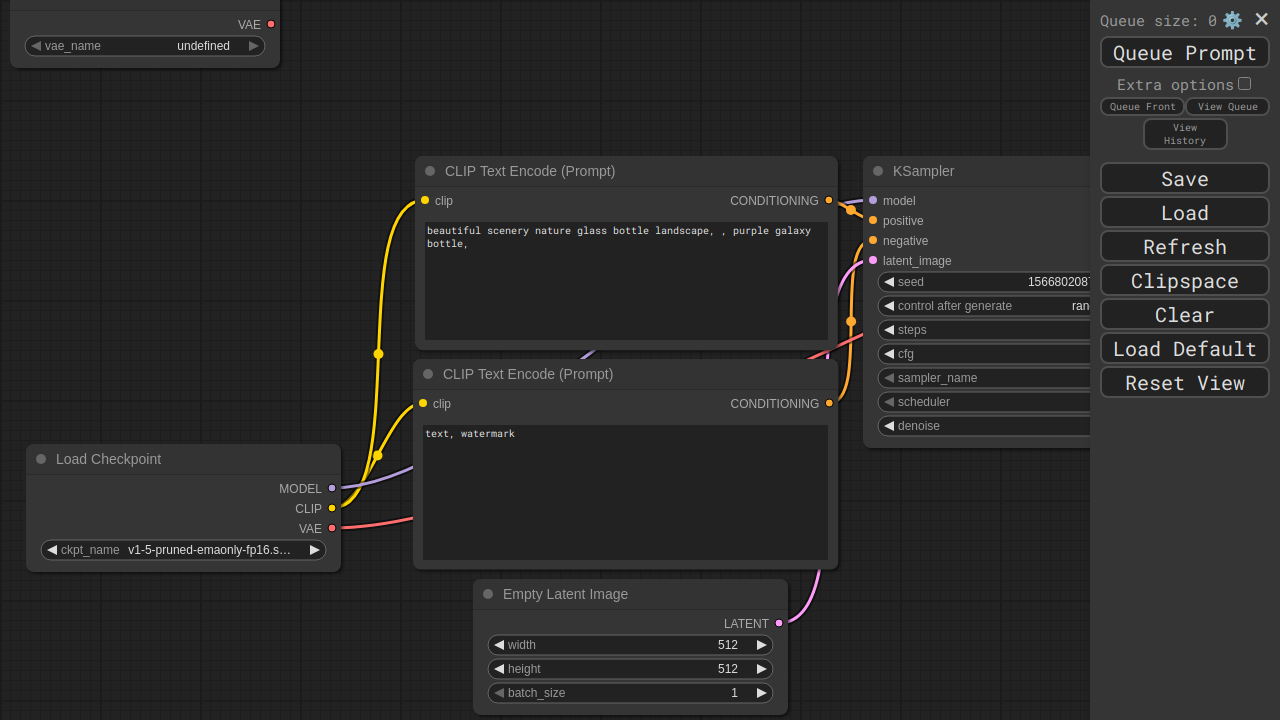 VAE
vae_name undefined
CLIP Text Encode (Prompt)
clip CONDITIONING
beautiful scenery nature glass bottle landscape, , purple galaxy
bottle,
CLIP Text Encode (Prompt)
clip CONDITIONING
text, watermark
Load Checkpoint
MODEL
CLIP
VAE
ckpt_name v1-5-pruned-emaonly-fp16.s…
Empty Latent Image
LATENT
width 512
height 512
batch_size 1
KSampler
model
positive
negative
latent_image
seed 156680208
control after generate ran
steps
cfg
sampler_name
scheduler
denoise
Queue size: 0
Queue Prompt
Extra options
Queue Front View Queue
View
History
Save
Load
Refresh
Clipspace
Clear
Load Default
Reset View